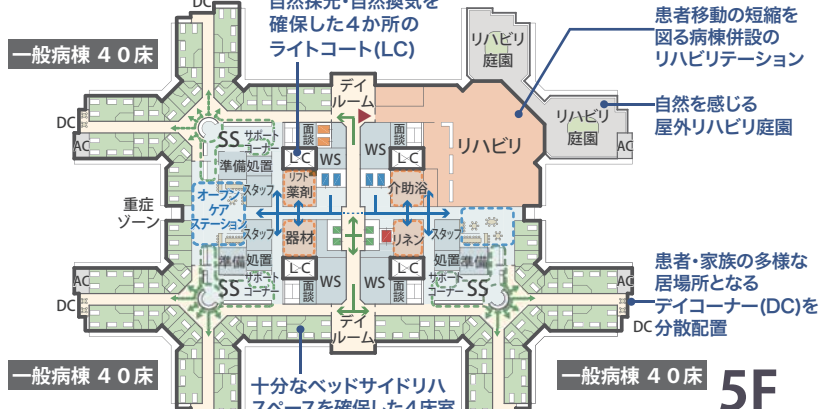 DC
自然採光・自然換気を
確保した4か所の
ライトコート(LC)
患者移動の短縮を
図る病棟併設の
リハビリテーション
一般病棟 40床
リハビリ
庭園
デイ
ルーム
自然を感じる
屋外リハビリ庭園
リハビリ
庭園
DC
AC
AC
SS
サポート
コーナー
面談
WS
WS
面談
リハビリ
LC
LC
準備
処置
リフト
薬剤
介助浴
スタッフ
オープン
ケア
ステーション
重症
ゾーン
スタッフ
器材
リネン
スタッフ
準備
処置
LC
LC
処置
準備
サポート
コーナー
SS
面談
WS
WS
面談
サポート
コーナー
SS
AC
DC
AC
DC
患者・家族の多様な
居場所となる
デイコーナー(DC)を
分散配置
デイ
ルーム
一般病棟 40床
十分なベッドサイドリハ
スペースを確保した4床室
一般病棟 40床
5F